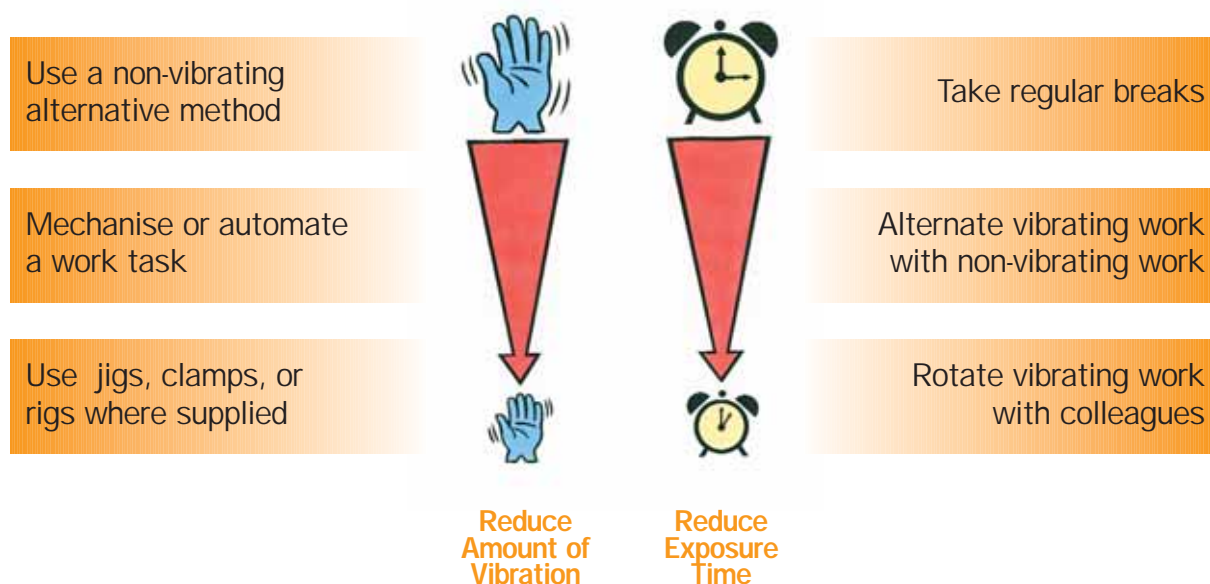 Use a non-vibrating
alternative method
Take regular breaks
Mechanise or automate
a work task
Alternate vibrating work
with non-vibrating work
Use jigs, clamps, or
rigs where supplied
Rotate vibrating work
with colleagues
Reduce
Amount of
Vibration
Reduce
Exposure
Time